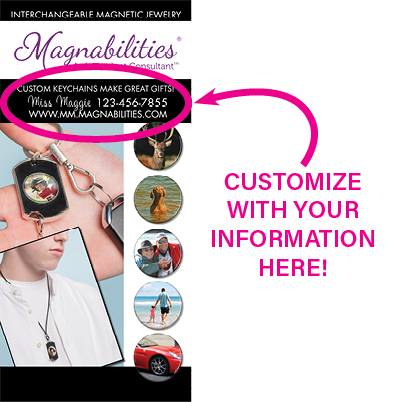 INTERCHANGEABLE MAGNETIC JEWELRY
Magnabilities®
Consultant™
CUSTOM KEYCHAINS MAKE GREAT GIFTS!
Miss Maggie 123-456-7855
WWW.MM.MAGNABILITIES.COM
CUSTOMIZE
WITH YOUR
INFORMATION
HERE!